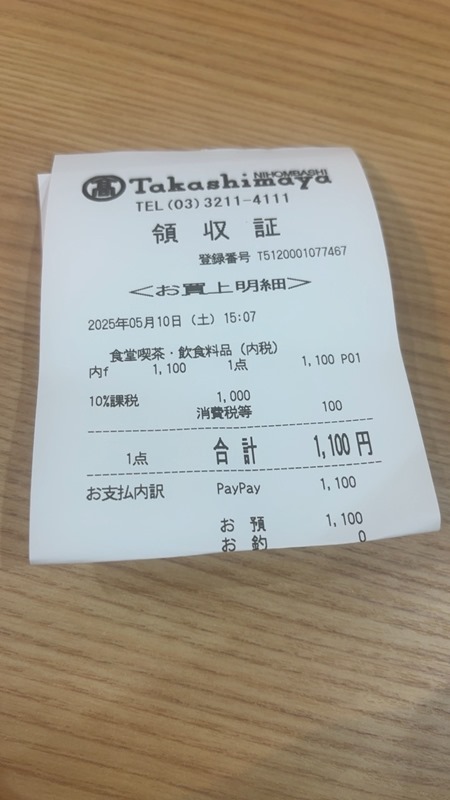 髙 Takashimaya NIHOMBASHI
TEL (03) 3211-4111
領収証
登録番号 T5120001077467
<お買上明細>
2025年05月10日 (土) 15:07
食堂喫茶・飲食料品 (内税)
内f 1,100 1点 1,100 P01
10%課税 1,000
消費税等 100
1点 合計 1,100円
お支払内訳 PayPay 1,100
お預 1,100
お釣 0